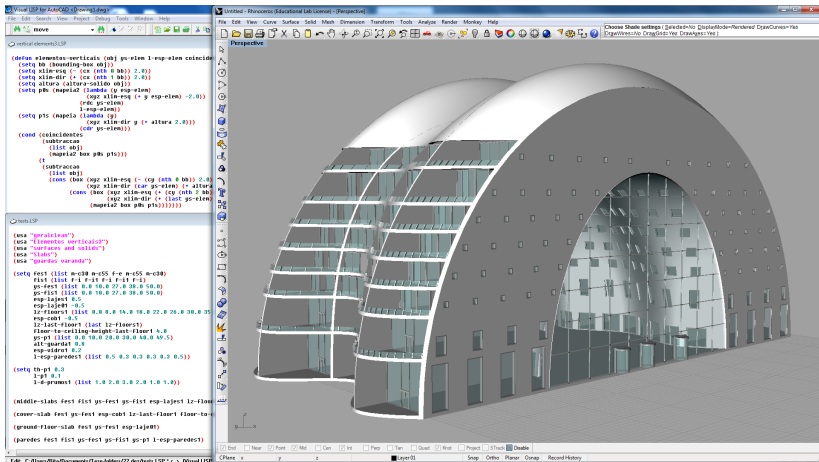 Visual LISP for AutoCAD <Drawing1.dwg>
File Edit Search View Project Debug Tools Window Help
move
vertical elements3.LSP
(defun elementos-verticais (obj ys-elem l-esp-elem coincide
(setq bb (bounding-box obj))
(setq xlim-esq (- (cx (nth 0 bb)) 2.0))
(setq xlim-dir (+ (cx (nth 1 bb)) 2.0))
(setq altura (altura-solido obj))
(setq p0s (mapeia2 (lambda (y esp-elem)
(xyz xlim-esq (+ y esp-elem) -2.0))
(rdc ys-elem)
l-esp-elem))
(setq p1s (mapeia (lambda (y)
(xyz xlim-dir y (+ altura 2.0)))
(cdr ys-elem)))
(cond (coincidentes
(subtraccao
(list obj)
(mapeia2 box p0s p1s)))
(t
(subtraccao
(list obj)
(cons (box (xyz xlim-esq (- (cy (nth 0 bb)) 2.0)
(xyz xlim-dir (car ys-elem) (+ altura
(cons (box (xyz xlim-esq (+ (cy (nth 2 bb)
(xyz xlim-dir (+ (last ys-elem)
(mapeia2 box p0s p1s)))))))
tests.LSP
(usa "geralclean")
(usa "Elementos verticais3")
(usa "surfaces and solids")
(usa "Slabs")
(usa "guardas varanda")
(setq fes1 (list m-c30 m-c55 f-e m-c55 m-c30)
fis1 (list f-i f-i1 f-i f-i1 f-i)
ys-fes1 (list 0.0 10.0 27.0 38.0 50.0)
ys-fis1 (list 0.0 10.0 27.0 38.0 50.0)
esp-lajes1 0.5
esp-laje01 -0.5
lz-floors1 (list 0.0 8.0 14.0 18.0 22.0 26.0 30.0 35
esp-cob1 -0.5
lz-last-floor1 (last lz-floors1)
floor-to-ceiling-height-last-floor1 4.0
ys-p1 (list 0.0 10.0 20.0 30.0 40.0 49.5)
alt-guarda1 0.8
esp-vidro1 0.2
l-esp-paredes1 (list 0.5 0.3 0.3 0.3 0.3 0.5))
(setq th-p1 0.3
l-p1 0.1
l-d-prumos1 (list 1.0 2.0 3.0 2.0 1.0 1.0))
(middle-slabs fes1 fis1 ys-fes1 ys-fis1 esp-lajes1 lz-floor
(cover-slab fes1 ys-fes1 esp-cob1 lz-last-floor1 floor-to-c
(ground-floor-slab fes1 ys-fes1 esp-laje01)
(paredes fes1 fis1 ys-fes1 ys-fis1 ys-p1 l-esp-paredes1)
Untitled - Rhinoceros (Educational Lab License) - [Perspective]
File Edit View Curve Surface Solid Mesh Dimension Transform Tools Analyze Render Monkey Help
Choose Shade settings ( Selected=No DisplayMode=Rendered DrawCurves=Yes
DrawWires=No DrawGrid=Yes DrawAxes=Yes )
Perspective
End Near Point Mid Cen Int Perp Tan Quad Knot Project STrack Disable
CPlane x y z Layer 01 Snap Ortho Planar Osnap Record History